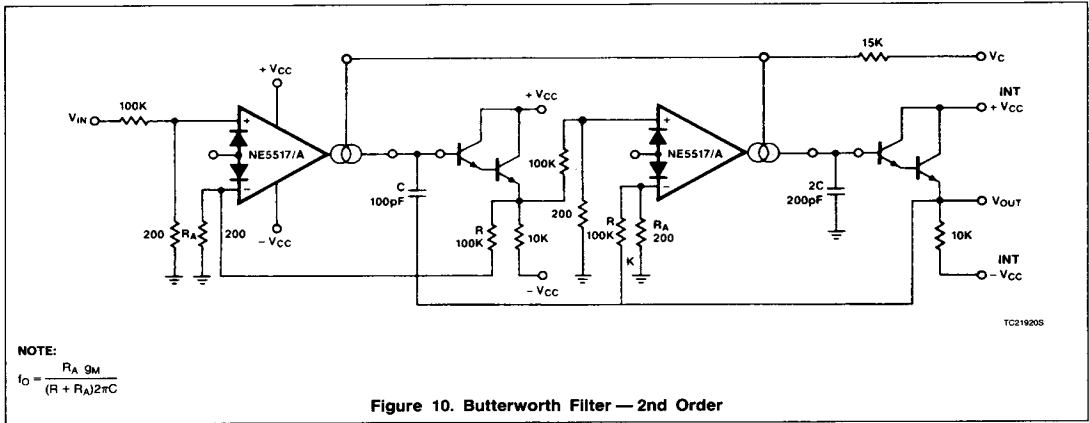 15K
VC
+ VCC
INT
VIN
100K
+ VCC
+ VCC
+
+
NE5517/A
NE5517/A
100K
C
100pF
2C
200pF
−
−
VOUT
200
RA
200
− VCC
R
100K
10K
200
R
100K
RA
200
10K
K
INT
− VCC
− VCC
TC21920S
NOTE:
fO = RA gM
(R + RA)2πC
Figure 10. Butterworth Filter — 2nd Order